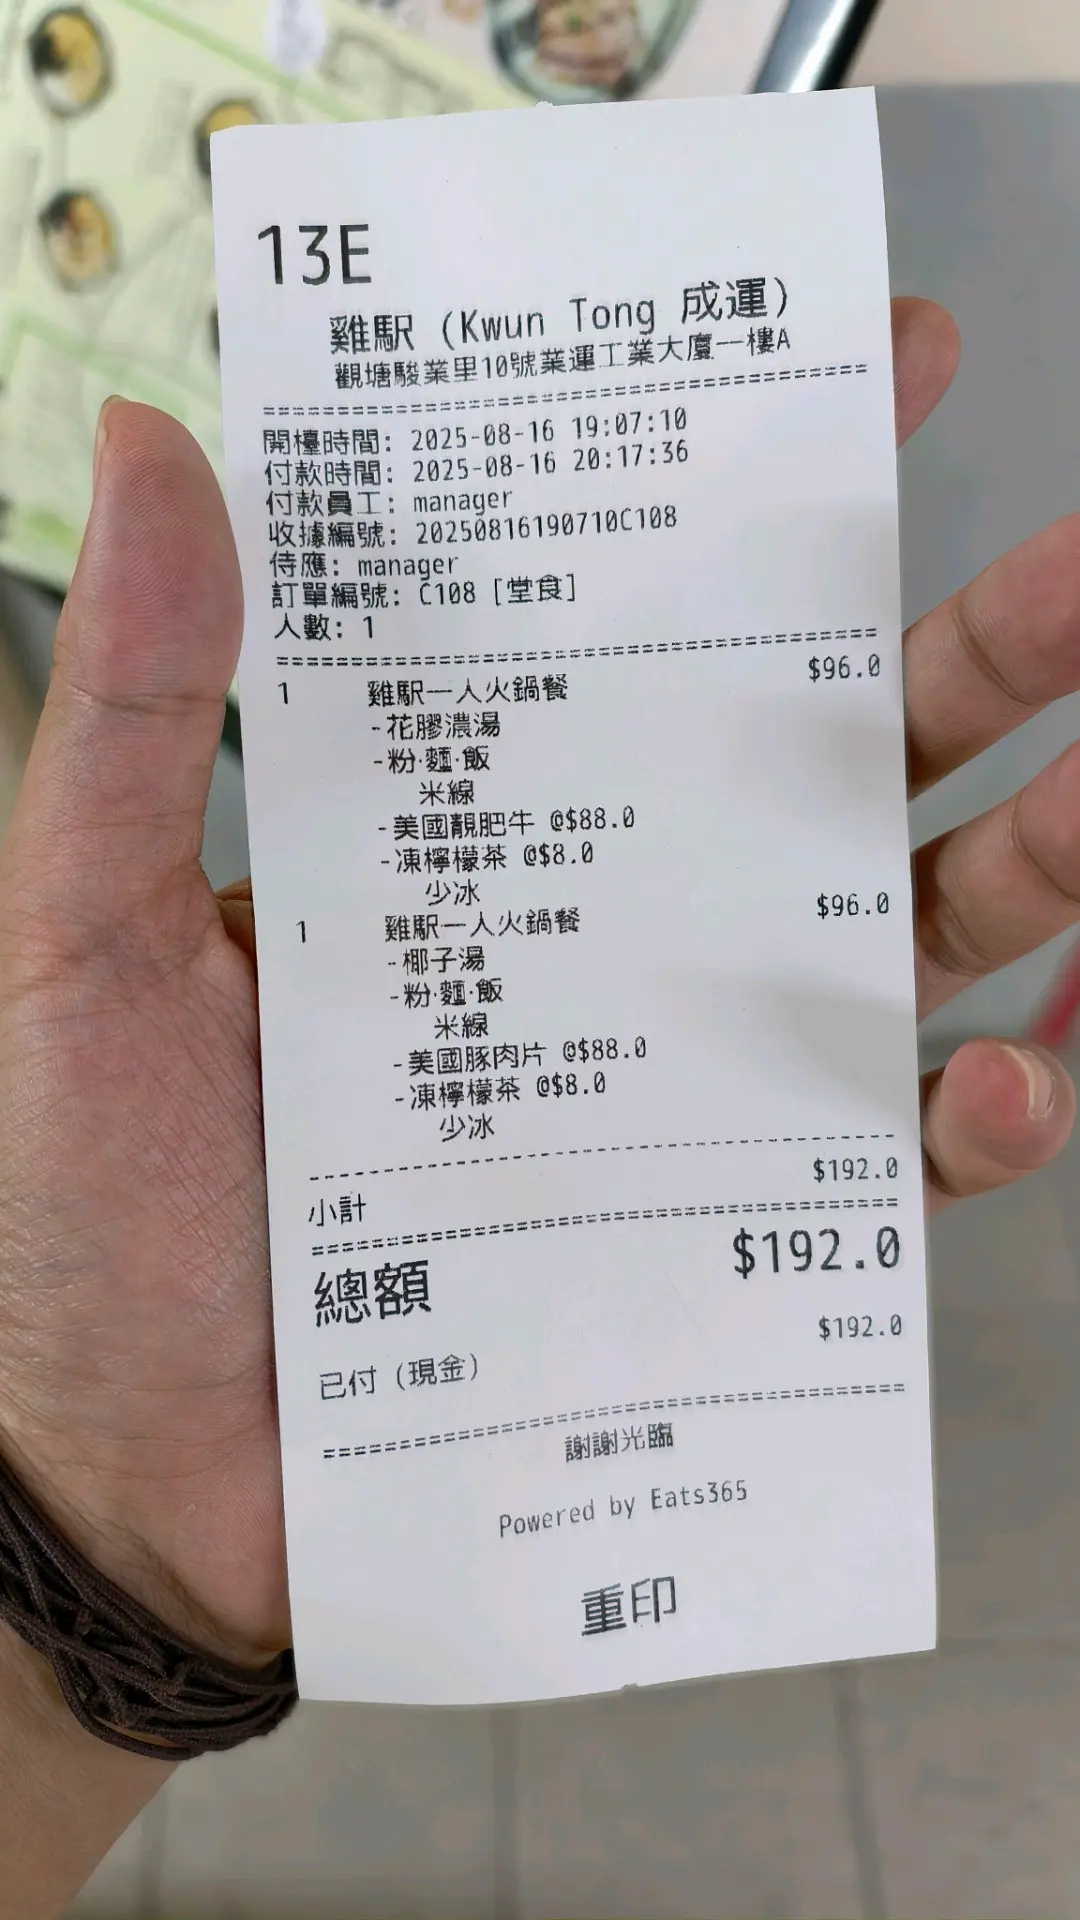 13E
雞駅 (Kwun Tong 成運)
觀塘駿業里10號業運工業大廈一樓A
開檯時間: 2025-08-16 19:07:10
付款時間: 2025-08-16 20:17:36
付款員工: manager
收據編號: 20250816190710C108
侍應: manager
訂單編號: C108 [堂食]
人數: 1
1 雞駅一人火鍋餐 $96.0
-花膠濃湯
-粉·麵·飯
米線
-美國靚肥牛 @$88.0
-凍檸檬茶 @$8.0
少冰
1 雞駅一人火鍋餐 $96.0
-椰子湯
-粉·麵·飯
米線
-美國豚肉片 @$88.0
-凍檸檬茶 @$8.0
少冰
小計 $192.0
總額 $192.0
已付 (現金) $192.0
謝謝光臨
Powered by Eats365
重印